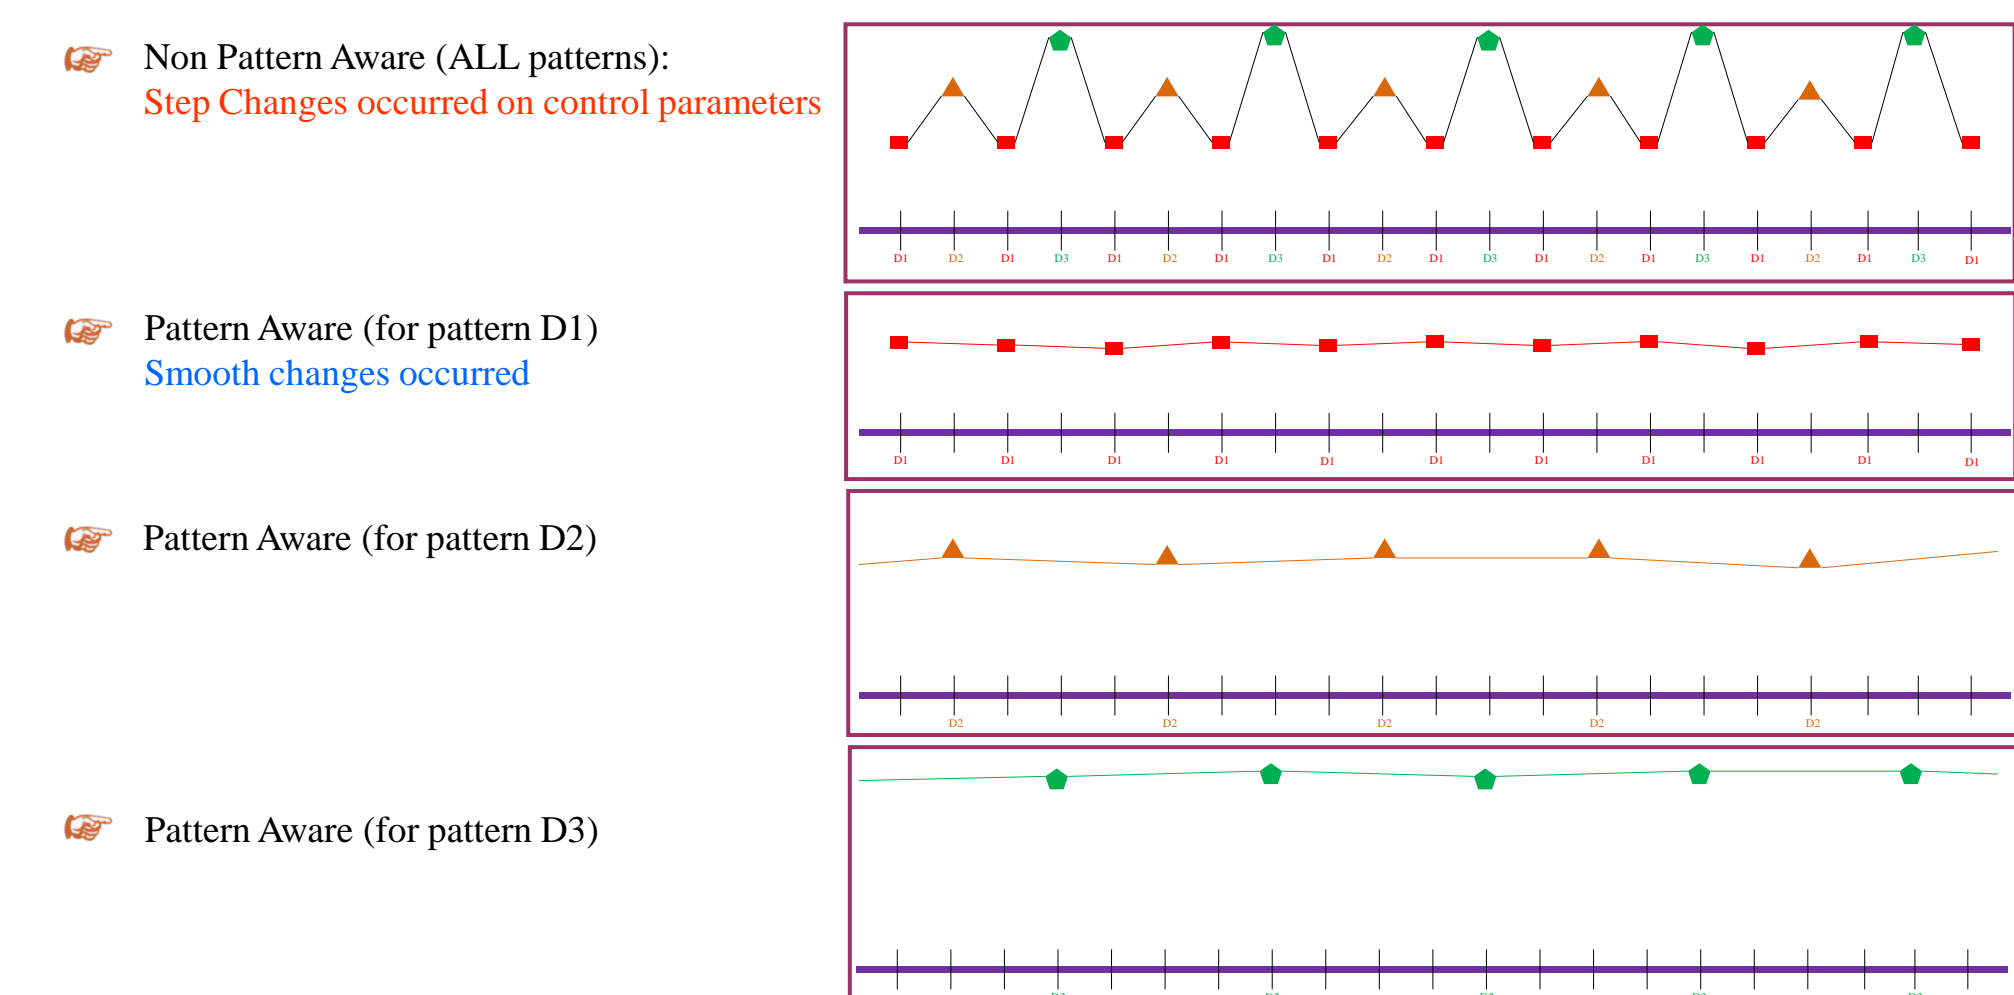 Non Pattern Aware (ALL patterns):
Step Changes occurred on control parameters
D1 D2 D1 D3 D1 D2 D1 D3 D1 D2 D1 D3 D1 D2 D1 D3 D1 D2 D1 D3 D1
Pattern Aware (for pattern D1)
Smooth changes occurred
D1 D1 D1 D1 D1 D1 D1 D1 D1 D1 D1
Pattern Aware (for pattern D2)
D2 D2 D2 D2 D2
Pattern Aware (for pattern D3)